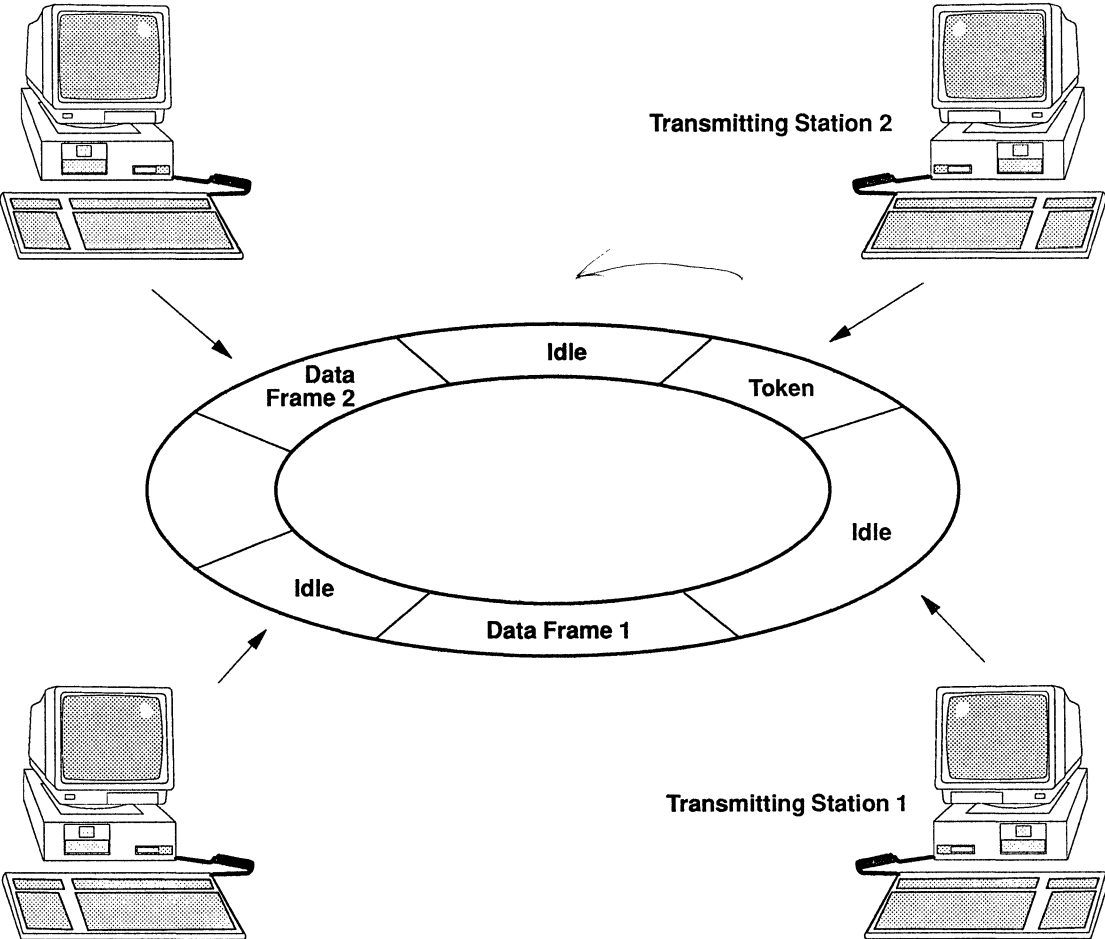 Transmitting Station 2
Idle
Data
Frame 2
Token
Idle
Idle
Data Frame 1
Transmitting Station 1